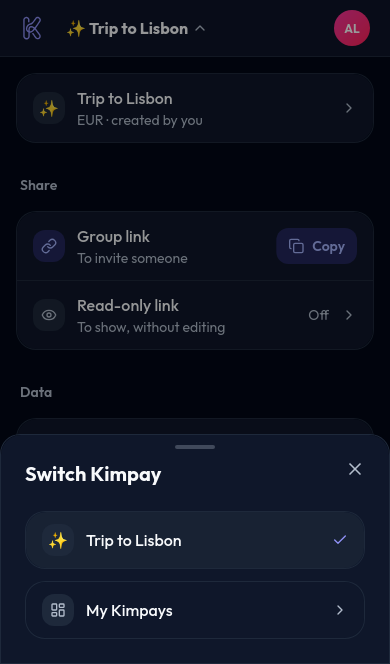 ✨ Trip to Lisbon
AL
Trip to Lisbon
EUR · created by you
Share
Group link
To invite someone
Copy
Read-only link
To show, without editing
Off
Data
Switch Kimpay
Trip to Lisbon
My Kimpays